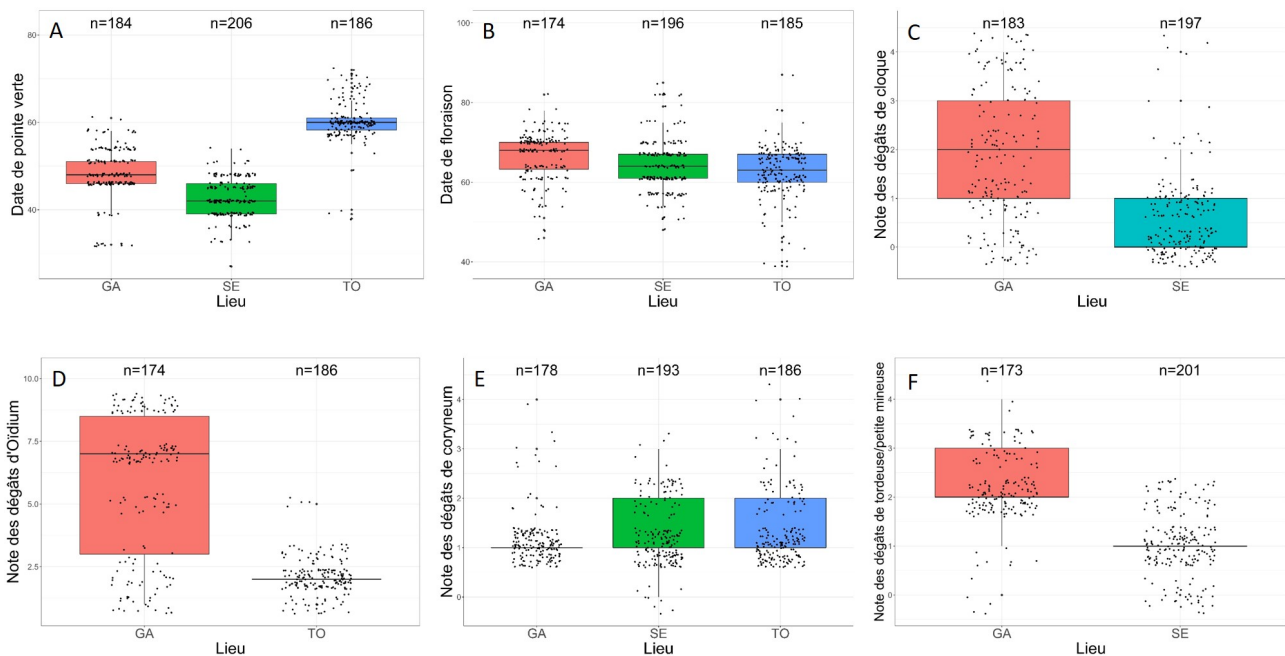 A
n=184 n=206 n=186
Date de pointe verte
80
60
40
GA SE TO
Lieu
B
n=174 n=196 n=185
Date de floraison
100
80
60
40
GA SE TO
Lieu
C
n=183 n=197
Note des dégâts de cloque
4
3
2
1
0
GA SE
Lieu
D
n=174 n=186
Note des dégâts d'Oïdium
10.0
7.5
5.0
2.5
GA TO
Lieu
E
n=178 n=193 n=186
Note des dégâts de coryneum
4
3
2
1
0
GA SE TO
Lieu
F
n=173 n=201
Note des dégâts de tordeuse/petite mineuse
4
3
2
1
0
GA SE
Lieu